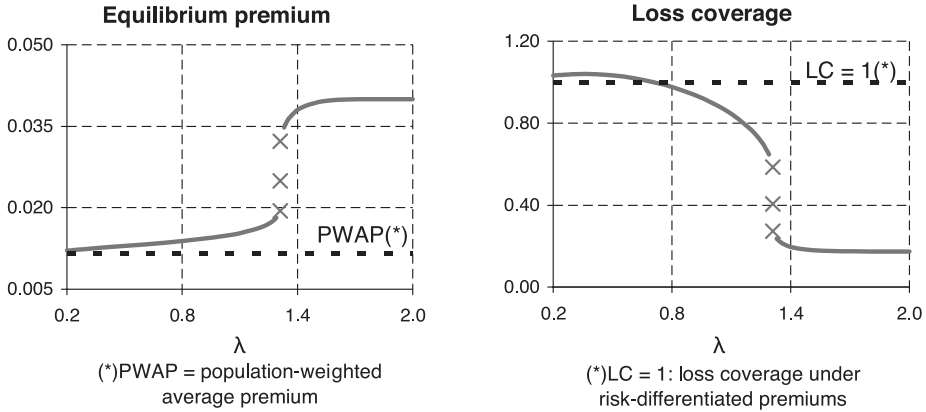 Equilibrium premium
0.050
0.035
0.020
0.005
PWAP(*)
0.2 0.8 1.4 2.0
λ
(*)PWAP = population-weighted
average premium
Loss coverage
1.20
0.80
0.40
0.00
LC = 1(*)
0.2 0.8 1.4 2.0
λ
(*)LC = 1: loss coverage under
risk-differentiated premiums